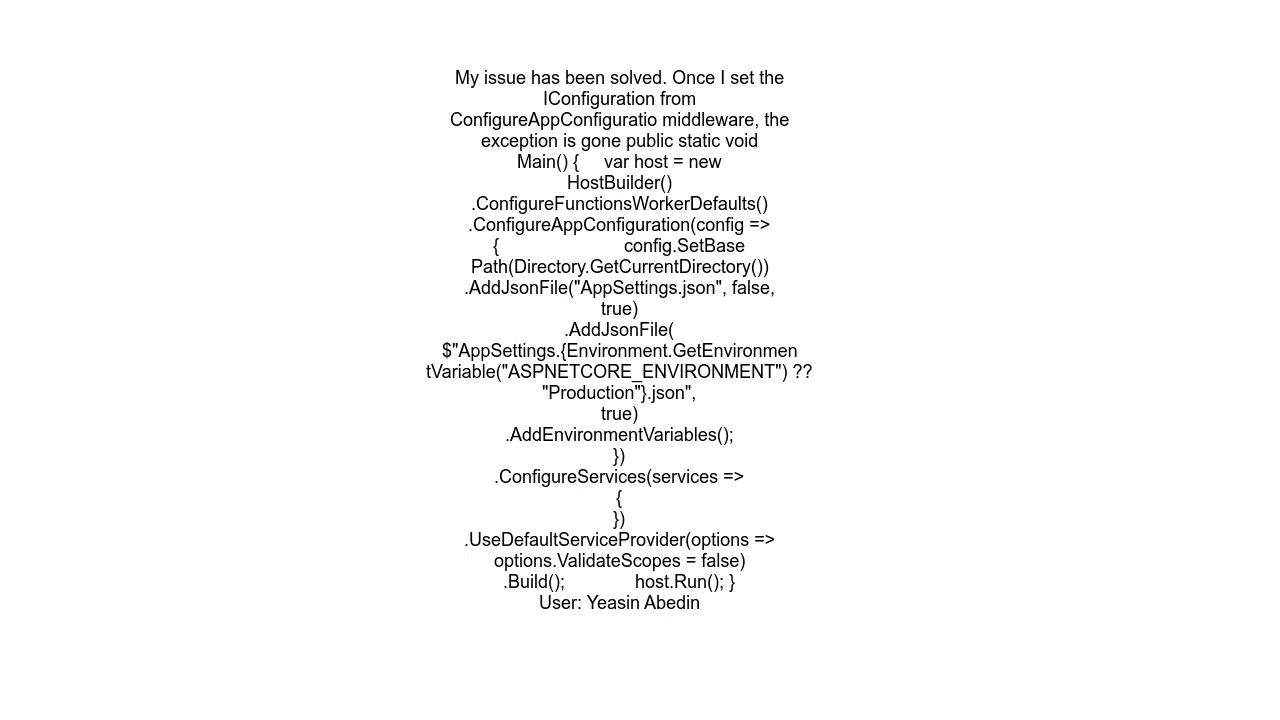 My issue has been solved. Once I set the
IConfiguration from
ConfigureAppConfiguratio middleware, the
exception is gone public static void
Main() {     var host = new
HostBuilder()
.ConfigureFunctionsWorkerDefaults()
.ConfigureAppConfiguration(config =>
{                         config.SetBase
Path(Directory.GetCurrentDirectory())
.AddJsonFile("AppSettings.json", false,
true)
.AddJsonFile(
$"AppSettings.{Environment.GetEnvironmen
tVariable("ASPNETCORE_ENVIRONMENT") ??
"Production"}.json",
true)
.AddEnvironmentVariables();
})
.ConfigureServices(services =>
{
})
.UseDefaultServiceProvider(options =>
options.ValidateScopes = false)
.Build();              host.Run(); }
User: Yeasin Abedin